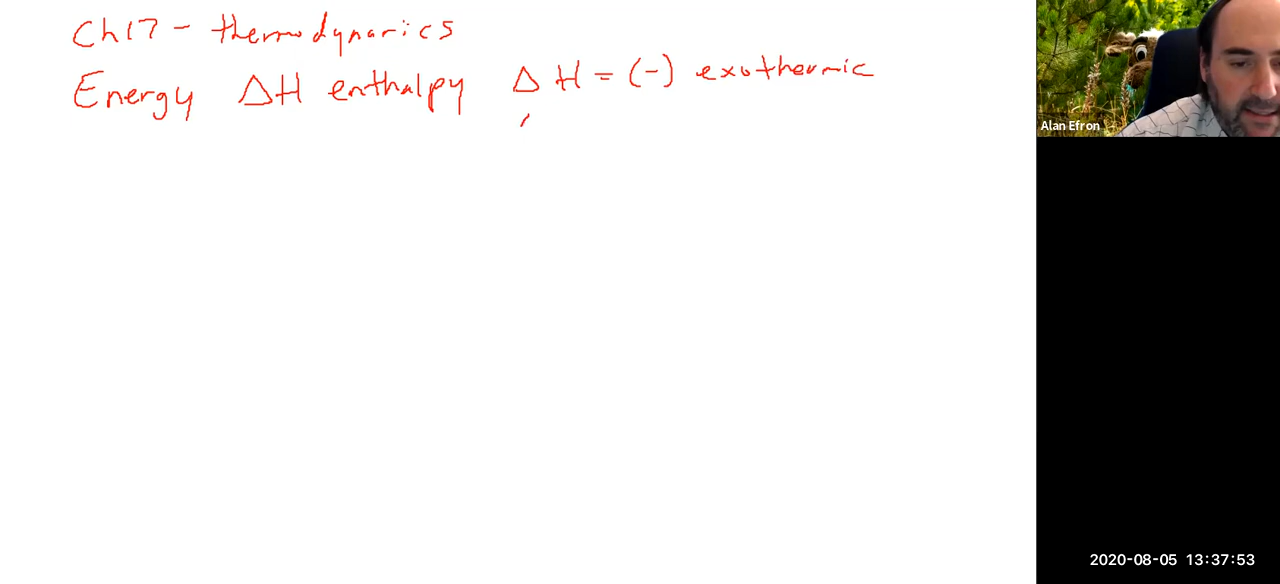 Ch17 - thermodynamics
Energy ΔH enthalpy ΔH = (-) exothermic
Alan Efron
2020-08-05 13:37:53